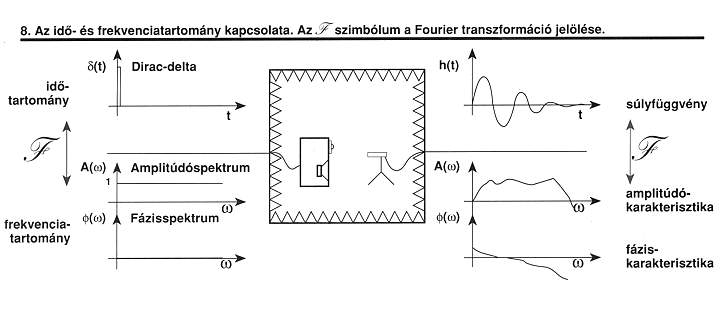 8. Az idő- és frekvenciatartomány kapcsolata. Az ℱ szimbólum a Fourier transzformáció jelölése.
idő-
tartomány
δ(t)
Dirac-delta
t
h(t)
t
súlyfüggvény
ℱ
ℱ
A(ω)
Amplitúdóspektrum
1
ω
frekvencia-
tartomány
ϕ(ω)
Fázisspektrum
ω
A(ω)
ω
amplitúdó-
karakterisztika
ϕ(ω)
ω
fázis-
karakterisztika